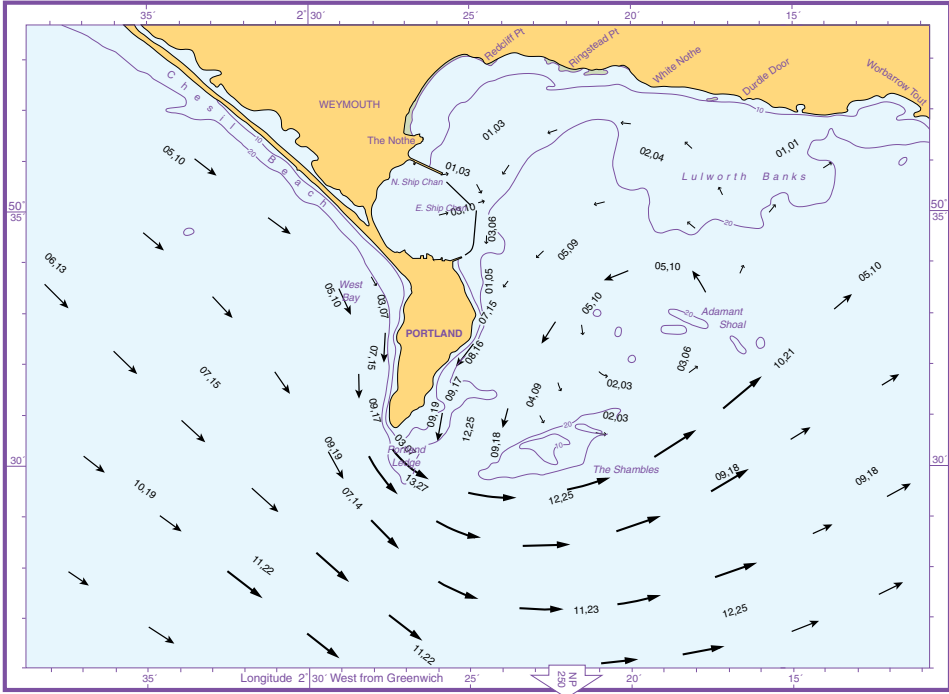 35'
2° 30'
25'
20'
15'
Redcliff Pt
Ringstead Pt
White Nothe
Durdle Door
Worbarrow Tout
Chesil Beach
WEYMOUTH
The Nothe
10
01,03
02,04
01,01
05,10
10
20
01,03
N. Ship Chan
Lulworth Banks
E. Ship Chan
03,10
50°
35'
50°
35'
03,06
20
05,09
06,13
05,10
05,10
01,05
West
Bay
05,10
03,07
05,10
07,15
20
Adamant
Shoal
PORTLAND
08,16
07,15
03,06
10,21
07,15
09,17
02,03
04,09
09,17
09,19
02,03
12,25
20
09,18
10
Portland
Ledge
09,19
30'
30'
The Shambles
13,27
09,18
09,18
10,19
07,14
12,25
11,22
11,23
12,25
11,22
35'
Longitude 2° 30' West from Greenwich
NP
250
20'
15'